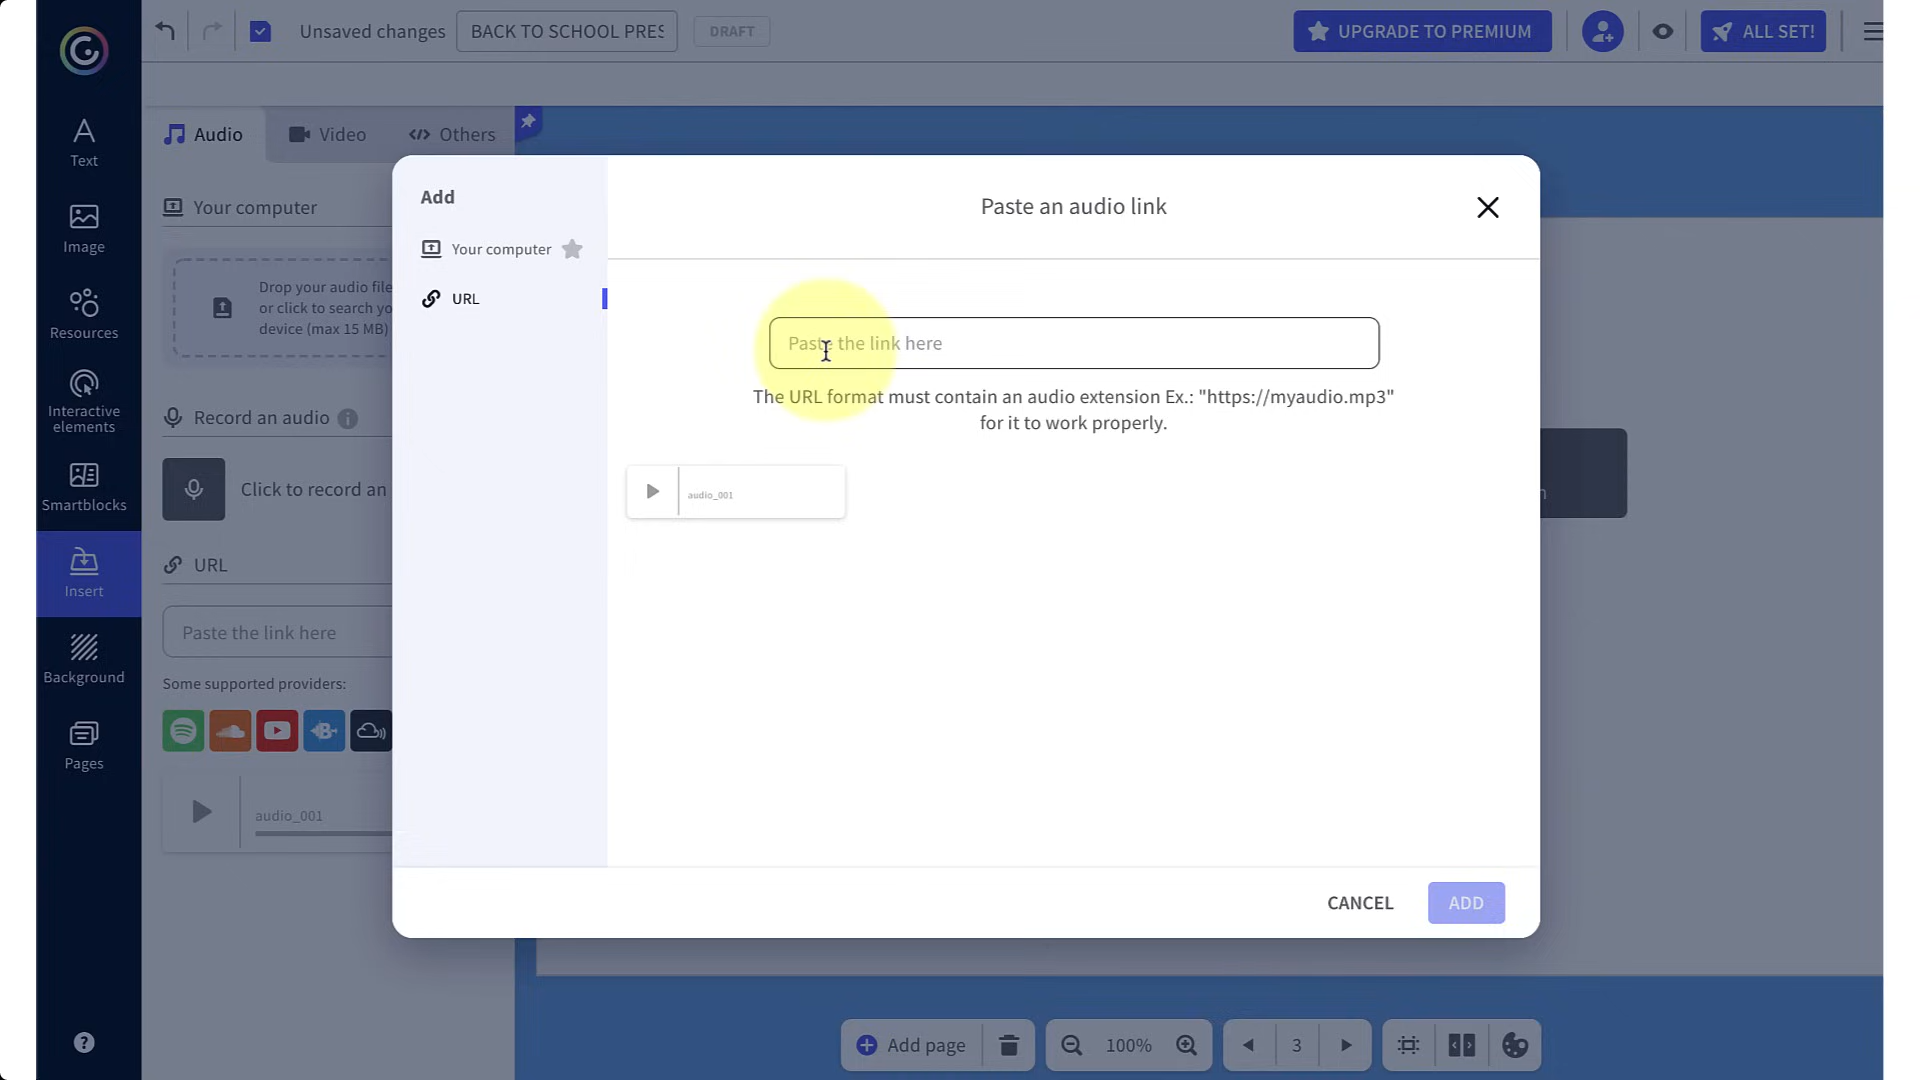 Unsaved changes
BACK TO SCHOOL PRES
DRAFT
UPGRADE TO PREMIUM
ALL SET!
Text
Image
Resources
Interactive
elements
Smartblocks
Insert
Background
Pages
Audio
Video
Others
Your computer
Drop your audio file
or click to search yo
device (max 15 MB)
Record an audio
Click to record an
URL
Paste the link here
Some supported providers:
audio_001
Add
Your computer
URL
Paste an audio link
Paste the link here
The URL format must contain an audio extension Ex.: "https://myaudio.mp3"
for it to work properly.
audio_001
CANCEL
ADD
n
Add page
100%
3